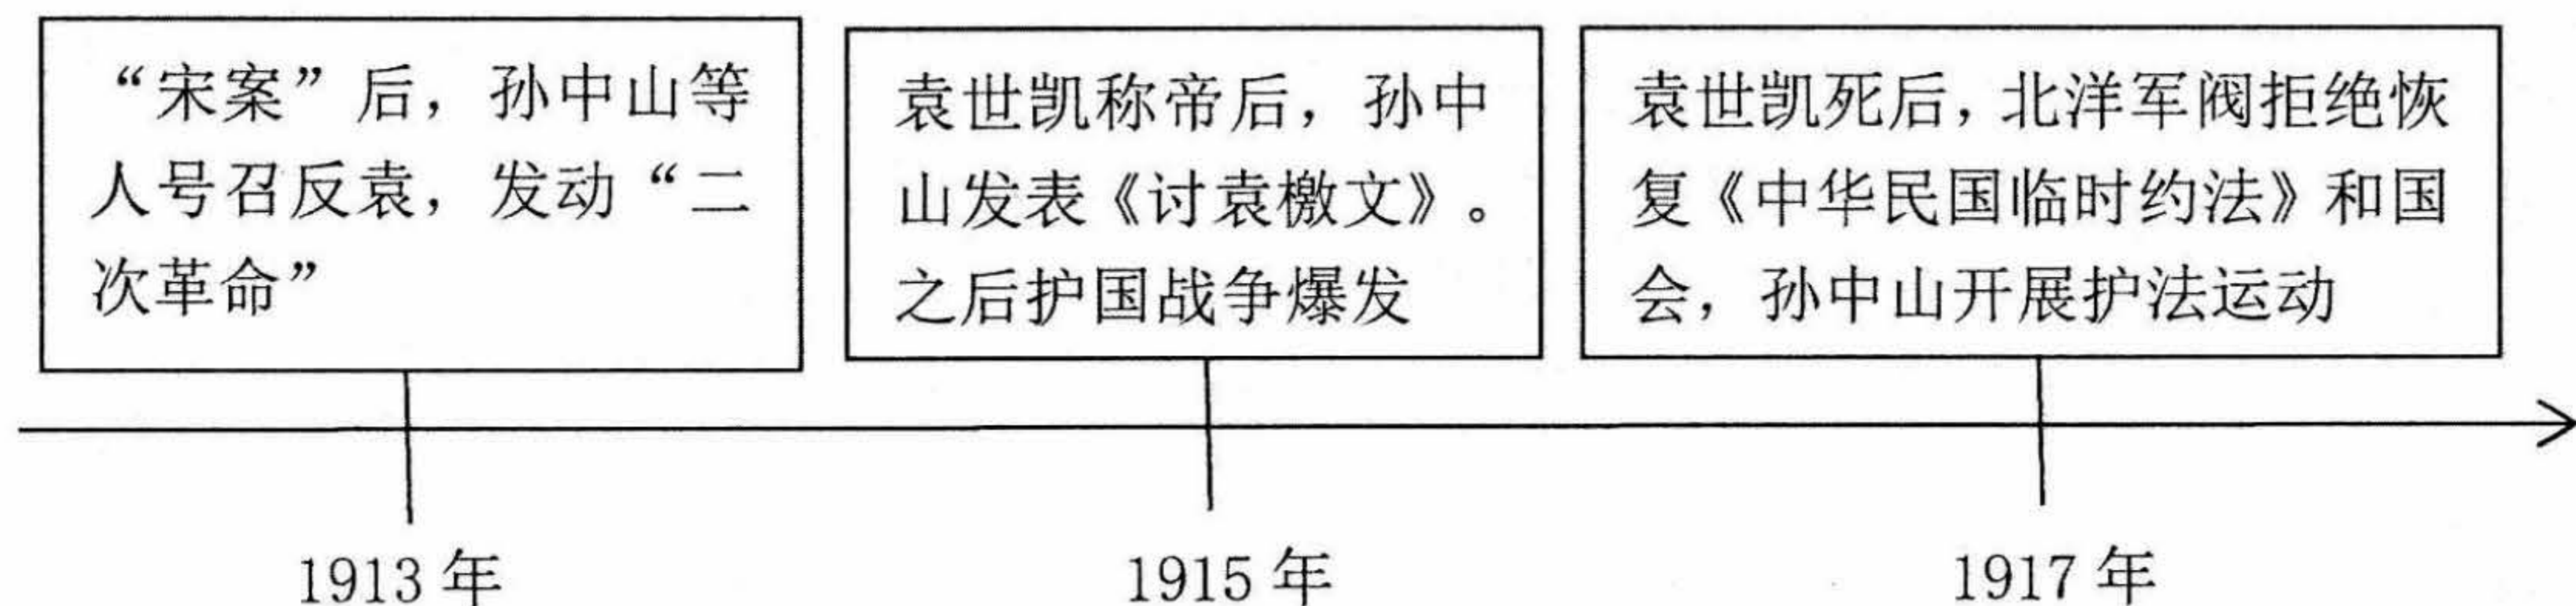 “宋案”后，孙中山等
人号召反袁，发动“二
次革命”
袁世凯称帝后，孙中
山发表《讨袁檄文》。
之后护国战争爆发
袁世凯死后，北洋军阀拒绝恢
复《中华民国临时约法》和国
会，孙中山开展护法运动
1913年
1915年
1917年